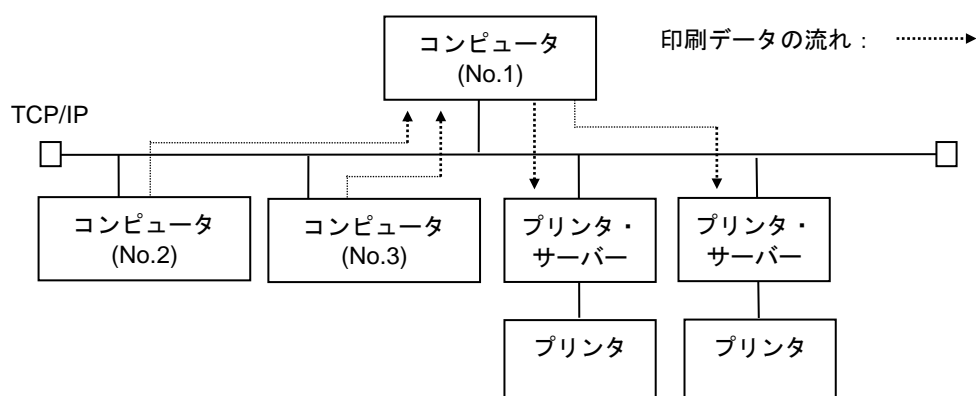 コンピュータ
(No.1)
印刷データの流れ：
TCP/IP
コンピュータ
(No.2)
コンピュータ
(No.3)
プリンタ・
サーバー
プリンタ・
サーバー
プリンタ
プリンタ